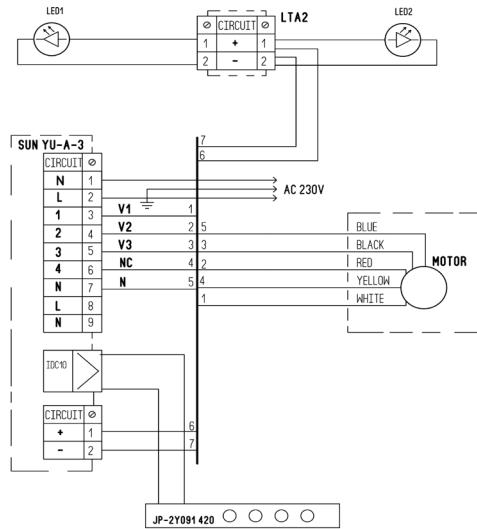 LED1
LED2
LTA2
⌀ CIRCUIT ⌀
1 + 1
2 - 2
7
6
SUN YU-A-3
CIRCUIT ⌀
N 1
L 2
1 3
2 4
3 5
4 6
N 7
L 8
N 9
AC 230V
V1 1
V2 2 5
V3 3 3
NC 4 2
N 5 4
1
BLUE
BLACK
RED
YELLOW
WHITE
MOTOR
IDC10
CIRCUIT ⌀
+ 1
- 2
6
7
JP-2Y091 420